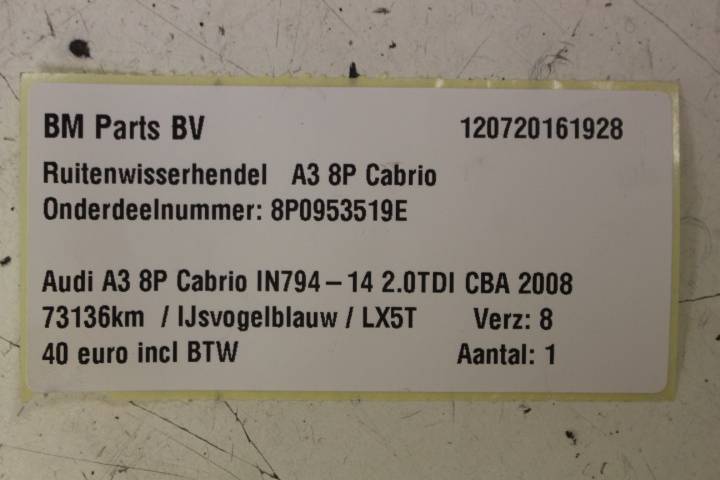 BM Parts BV 120720161928
Ruitenwisserhendel A3 8P Cabrio
Onderdeelnummer: 8P0953519E
Audi A3 8P Cabrio IN794-14 2.0TDI CBA 2008
73136km / IJsvogelblauw / LX5T Verz: 8
40 euro incl BTW Aantal: 1